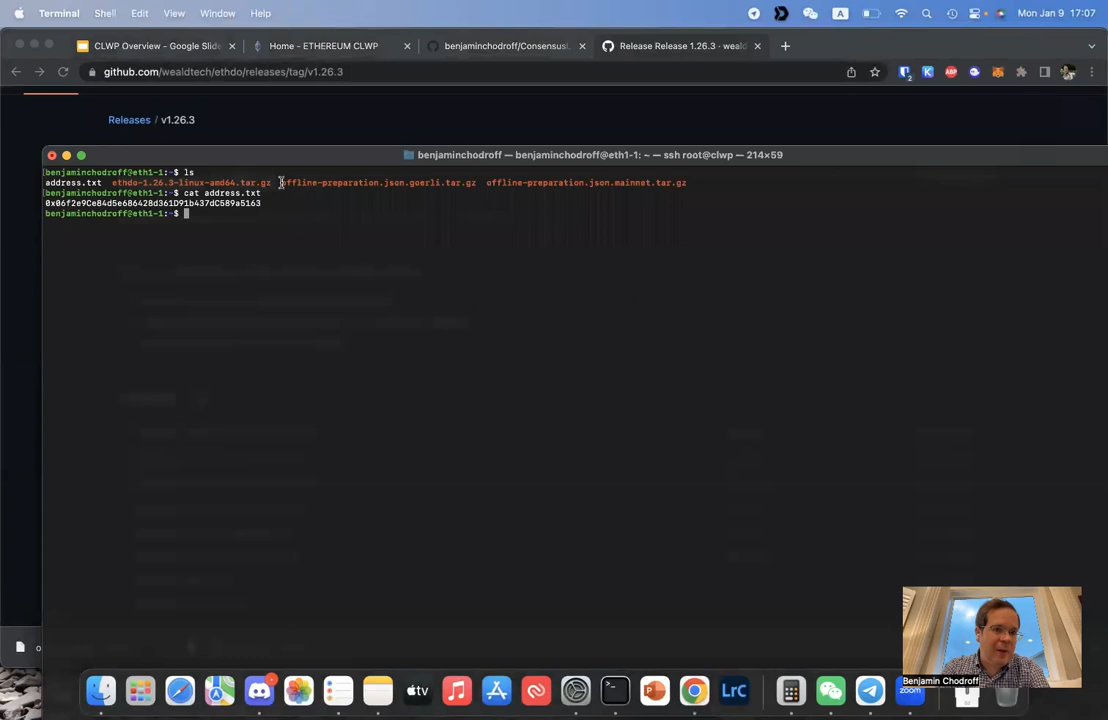 Terminal Shell Edit View Window Help A Mon Jan 9 17:07
CLWP Overview - Google Slide Home - ETHEREUM CLWP benjaminchodroff/ConsensusL Release Release 1.26.3 · weald
github.com/wealdtech/ethdo/releases/tag/v1.26.3
Releases / v1.26.3
benjaminchodroff — benjaminchodroff@eth1-1: ~ — ssh root@clwp — 214×59
[benjaminchodroff@eth1-1:~$ ls
address.txt ethdo-1.26.3-linux-amd64.tar.gz offline-preparation.json.goerli.tar.gz offline-preparation.json.mainnet.tar.gz
[benjaminchodroff@eth1-1:~$ cat address.txt
0x06f2e9Ce84d5e686428d361D91b437dC589a5163
benjaminchodroff@eth1-1:~$
Benjamin Chodroff
tv
LrC
zoom